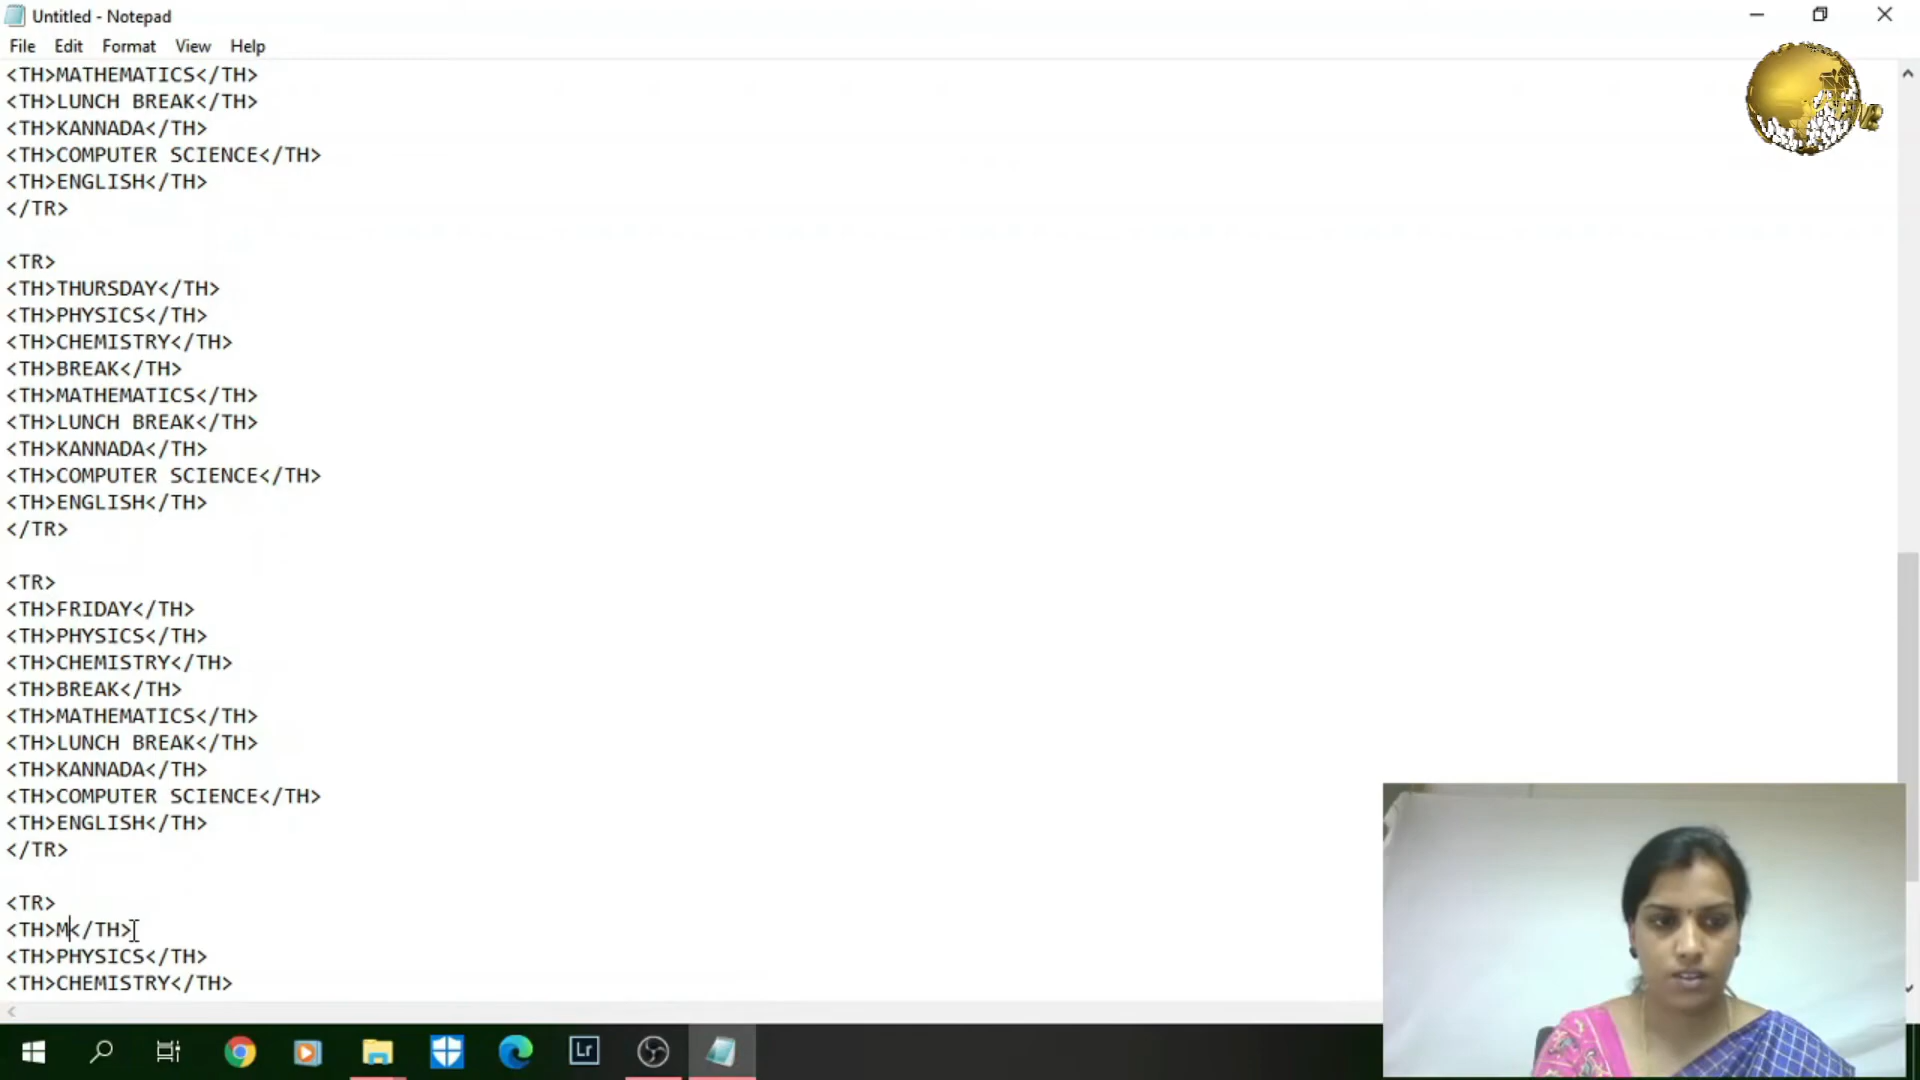 Untitled - Notepad
File Edit Format View Help
<TH>MATHEMATICS</TH>
<TH>LUNCH BREAK</TH>
<TH>KANNADA</TH>
<TH>COMPUTER SCIENCE</TH>
<TH>ENGLISH</TH>
</TR>
<TR>
<TH>THURSDAY</TH>
<TH>PHYSICS</TH>
<TH>CHEMISTRY</TH>
<TH>BREAK</TH>
<TH>MATHEMATICS</TH>
<TH>LUNCH BREAK</TH>
<TH>KANNADA</TH>
<TH>COMPUTER SCIENCE</TH>
<TH>ENGLISH</TH>
</TR>
<TR>
<TH>FRIDAY</TH>
<TH>PHYSICS</TH>
<TH>CHEMISTRY</TH>
<TH>BREAK</TH>
<TH>MATHEMATICS</TH>
<TH>LUNCH BREAK</TH>
<TH>KANNADA</TH>
<TH>COMPUTER SCIENCE</TH>
<TH>ENGLISH</TH>
</TR>
<TR>
<TH>M</TH>
<TH>PHYSICS</TH>
<TH>CHEMISTRY</TH>
Lr